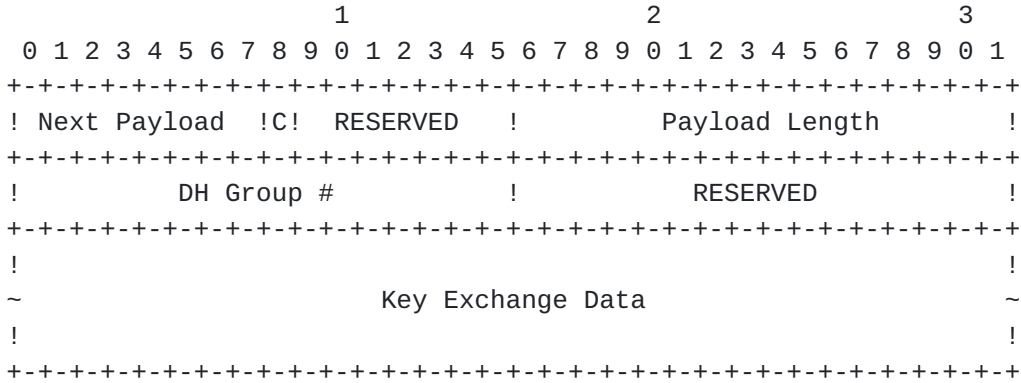 1                   2                   3
 0 1 2 3 4 5 6 7 8 9 0 1 2 3 4 5 6 7 8 9 0 1 2 3 4 5 6 7 8 9 0 1
+-+-+-+-+-+-+-+-+-+-+-+-+-+-+-+-+-+-+-+-+-+-+-+-+-+-+-+-+-+-+-+-+
! Next Payload  !C!  RESERVED   !         Payload Length        !
+-+-+-+-+-+-+-+-+-+-+-+-+-+-+-+-+-+-+-+-+-+-+-+-+-+-+-+-+-+-+-+-+
!          DH Group #           !           RESERVED            !
+-+-+-+-+-+-+-+-+-+-+-+-+-+-+-+-+-+-+-+-+-+-+-+-+-+-+-+-+-+-+-+-+
!                                                               !
~                       Key Exchange Data                       ~
!                                                               !
+-+-+-+-+-+-+-+-+-+-+-+-+-+-+-+-+-+-+-+-+-+-+-+-+-+-+-+-+-+-+-+-+